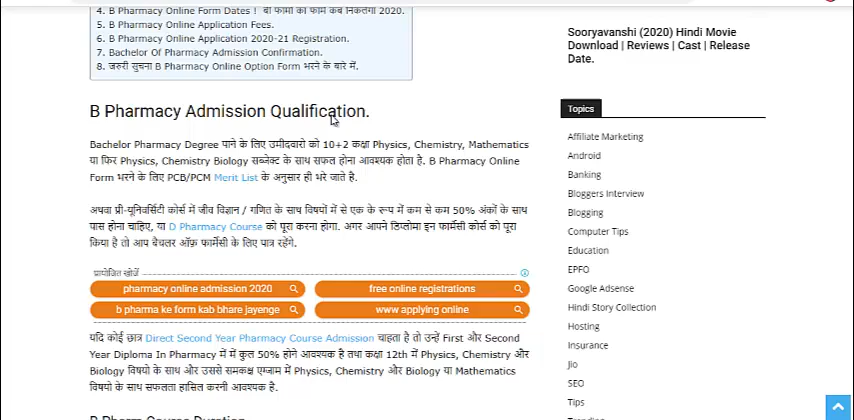 4. B Pharmacy Online Form Dates ! बी फार्मा का फॉर्म कब निकलेगा 2020.
5. B Pharmacy Online Application Fees.
6. B Pharmacy Online Application 2020-21 Registration.
7. Bachelor Of Pharmacy Admission Confirmation.
8. जरुरी सुचना B Pharmacy Online Option Form भरने के बारे में.
B Pharmacy Admission Qualification.
Bachelor Pharmacy Degree पाने के लिए उमीदवारो को 10+2 कक्षा Physics, Chemistry, Mathematics
या फिर Physics, Chemistry Biology सब्जेक्ट के साथ सफल होना आवश्यक होता है. B Pharmacy Online
Form भरने के लिए PCB/PCM Merit List के अनुसार ही भरे जाते है.
अथवा प्री-यूनिवर्सिटी कोर्स में जीव विज्ञान / गणित के साथ विषयों में से एक के रूप में कम से कम 50% अंकों के साथ
पास होना चाहिए, या D Pharmacy Course को पूरा करना होगा. अगर आपने डिप्लोमा इन फार्मेसी कोर्स को पूरा
किया है तो आप बैचलर ऑफ़ फार्मेसी के लिए पात्र रहेंगे.
प्रायोजित खोजें
pharmacy online admission 2020
free online registrations
b pharma ke form kab bhare jayenge
www applying online
यदि कोई छात्र Direct Second Year Pharmacy Course Admission चाहता है तो उन्हें First और Second
Year Diploma In Pharmacy में में कुल 50% होने आवश्यक है तथा कक्षा 12th में Physics, Chemistry और
Biology विषयो के साथ और उससे समकक्ष एग्जाम में Physics, Chemistry और Biology या Mathematics
विषयो के साथ सफलता हासिल करनी आवश्यक है.
Sooryavanshi (2020) Hindi Movie
Download | Reviews | Cast | Release
Date.
Topics
Affiliate Marketing
Android
Banking
Bloggers Interview
Blogging
Computer Tips
Education
EPFO
Google Adsense
Hindi Story Collection
Hosting
Insurance
Jio
SEO
Tips